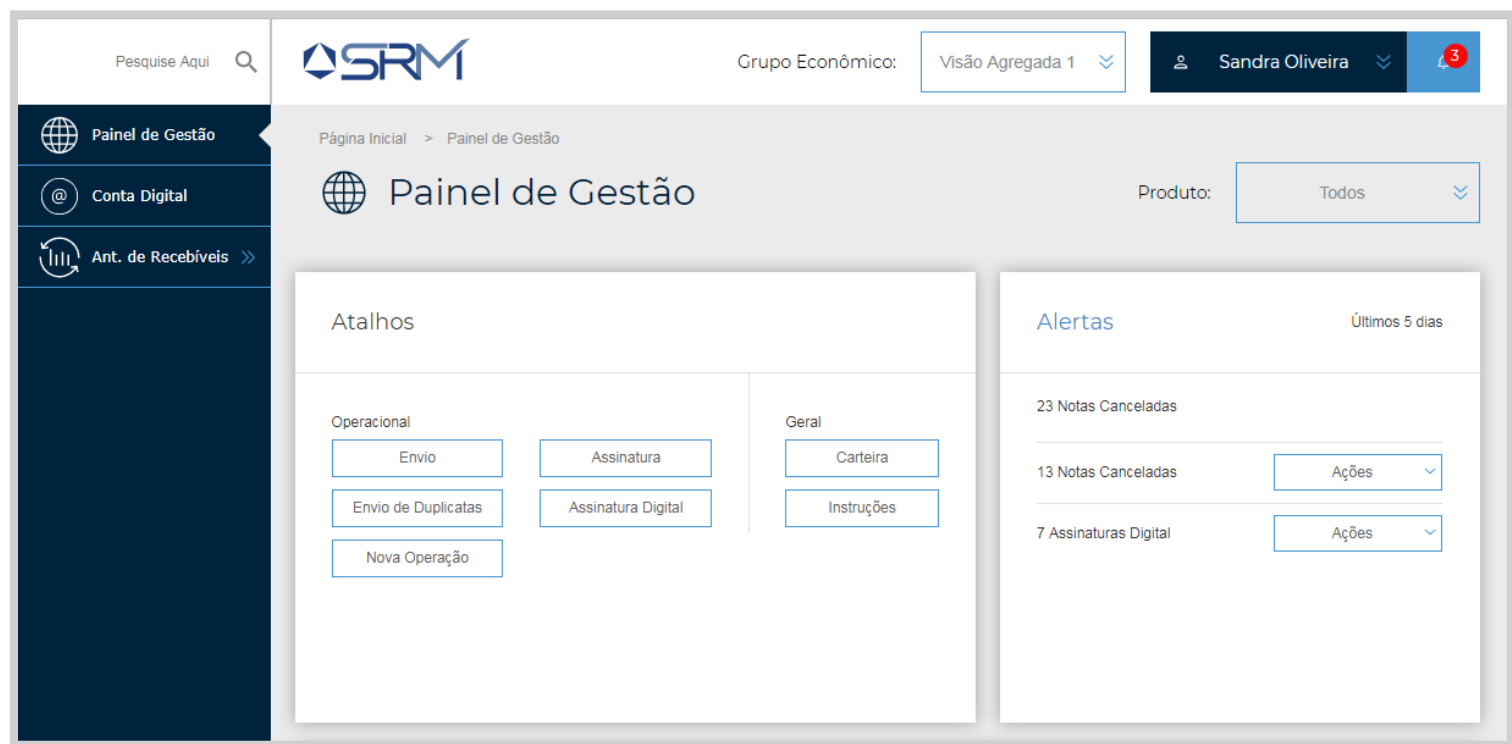 Pesquise Aqui
SRM
Grupo Econômico:
Visão Agregada 1
Sandra Oliveira
3
Painel de Gestão
Conta Digital
Ant. de Recebíveis
Página Inicial > Painel de Gestão
Painel de Gestão
Produto:
Todos
Atalhos
Operacional
Envio
Assinatura
Envio de Duplicatas
Assinatura Digital
Nova Operação
Geral
Carteira
Instruções
Alertas
Últimos 5 dias
23 Notas Canceladas
13 Notas Canceladas
Ações
7 Assinaturas Digital
Ações